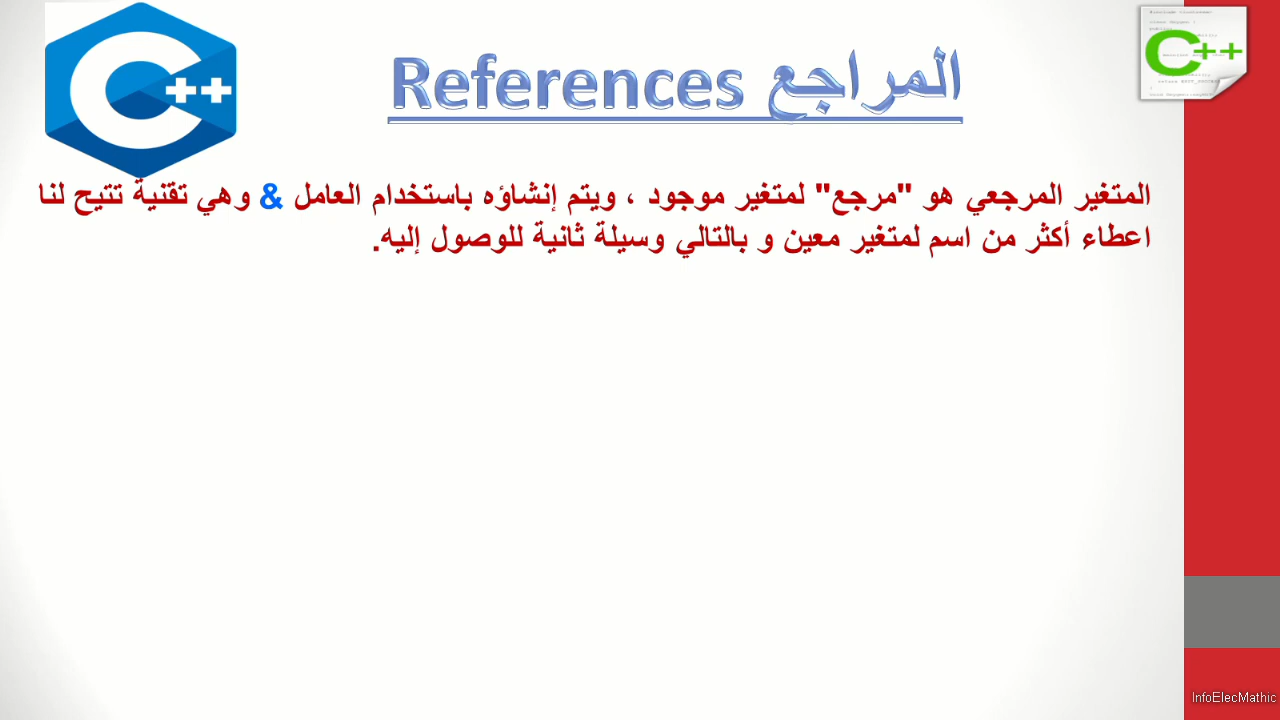 المراجع References
المتغير المرجعي هو "مرجع" لمتغير موجود ، ويتم إنشاؤه باستخدام العامل & وهي تقنية تتيح لنا
اعطاء أكثر من اسم لمتغير معين و بالتالي وسيلة ثانية للوصول إليه.
C++
C++
InfoElecMathic